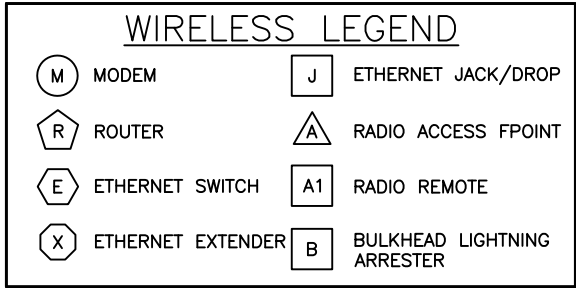 WIRELESS LEGEND
M MODEM
R ROUTER
E ETHERNET SWITCH
X ETHERNET EXTENDER
J ETHERNET JACK/DROP
A RADIO ACCESS FPOINT
A1 RADIO REMOTE
B BULKHEAD LIGHTNING
ARRESTER